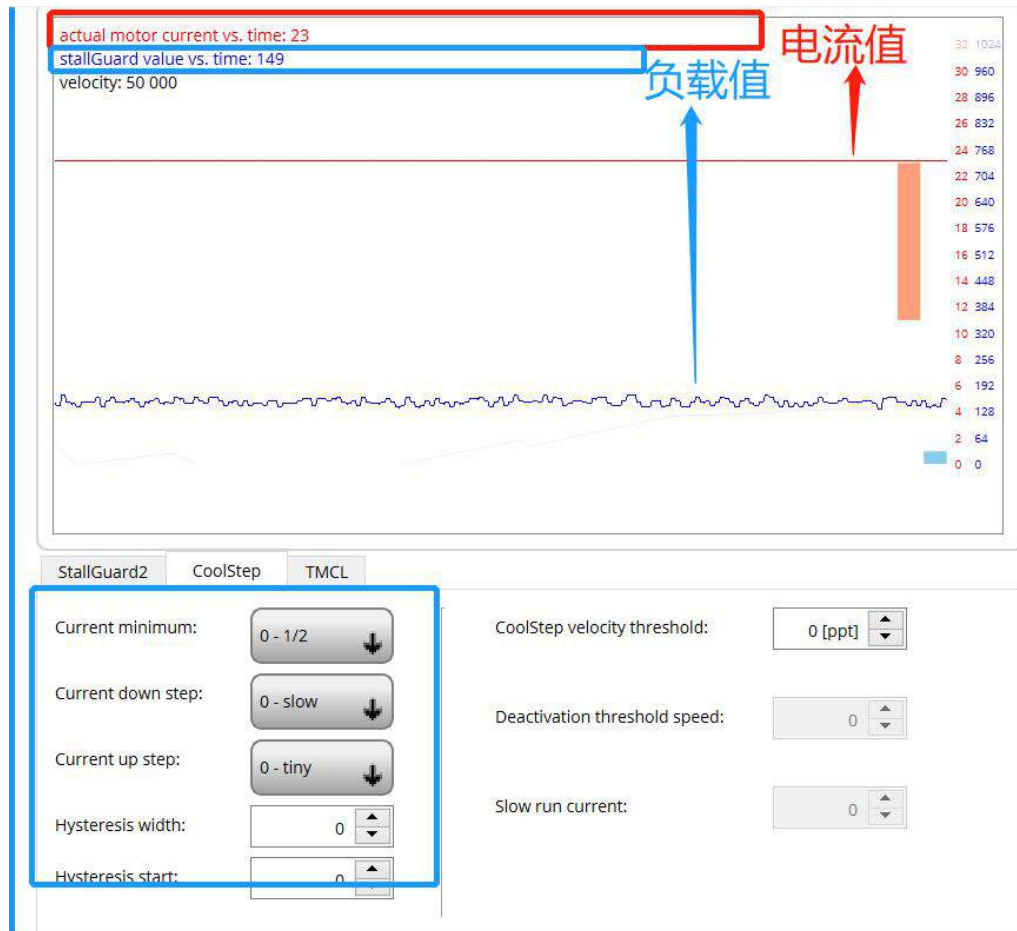 actual motor current vs. time: 23
电流值
stallGuard value vs. time: 149
负载值
velocity: 50 000
32 1024
30 960
28 896
26 832
24 768
22 704
20 640
18 576
16 512
14 448
12 384
10 320
8 256
6 192
4 128
2 64
0 0
StallGuard2 CoolStep TMCL
Current minimum: 0 - 1/2 CoolStep velocity threshold: 0 [ppt]
Current down step: 0 - slow Deactivation threshold speed: 0
Current up step: 0 - tiny
Slow run current: 0
Hysteresis width: 0
Hysteresis start: 0